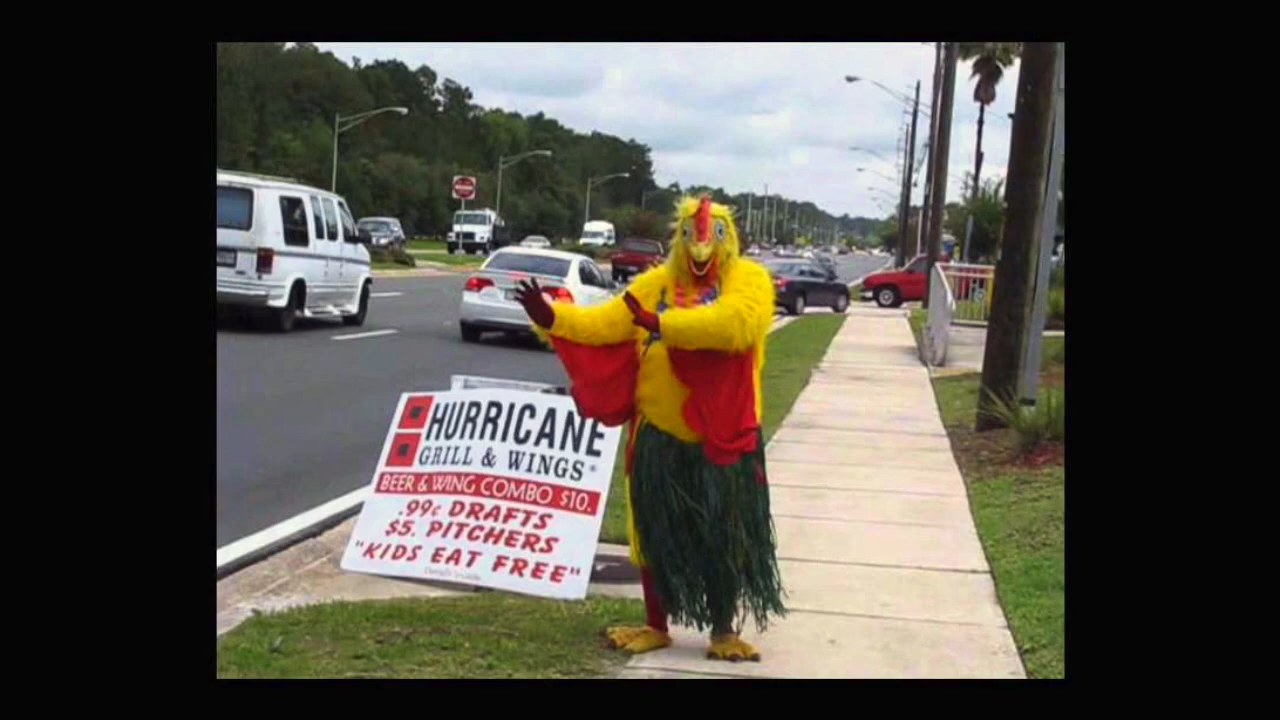 HURRICANE
GRILL & WINGS®
BEER & WING COMBO $10.
.99¢ DRAFTS
$5. PITCHERS
"KIDS EAT FREE"